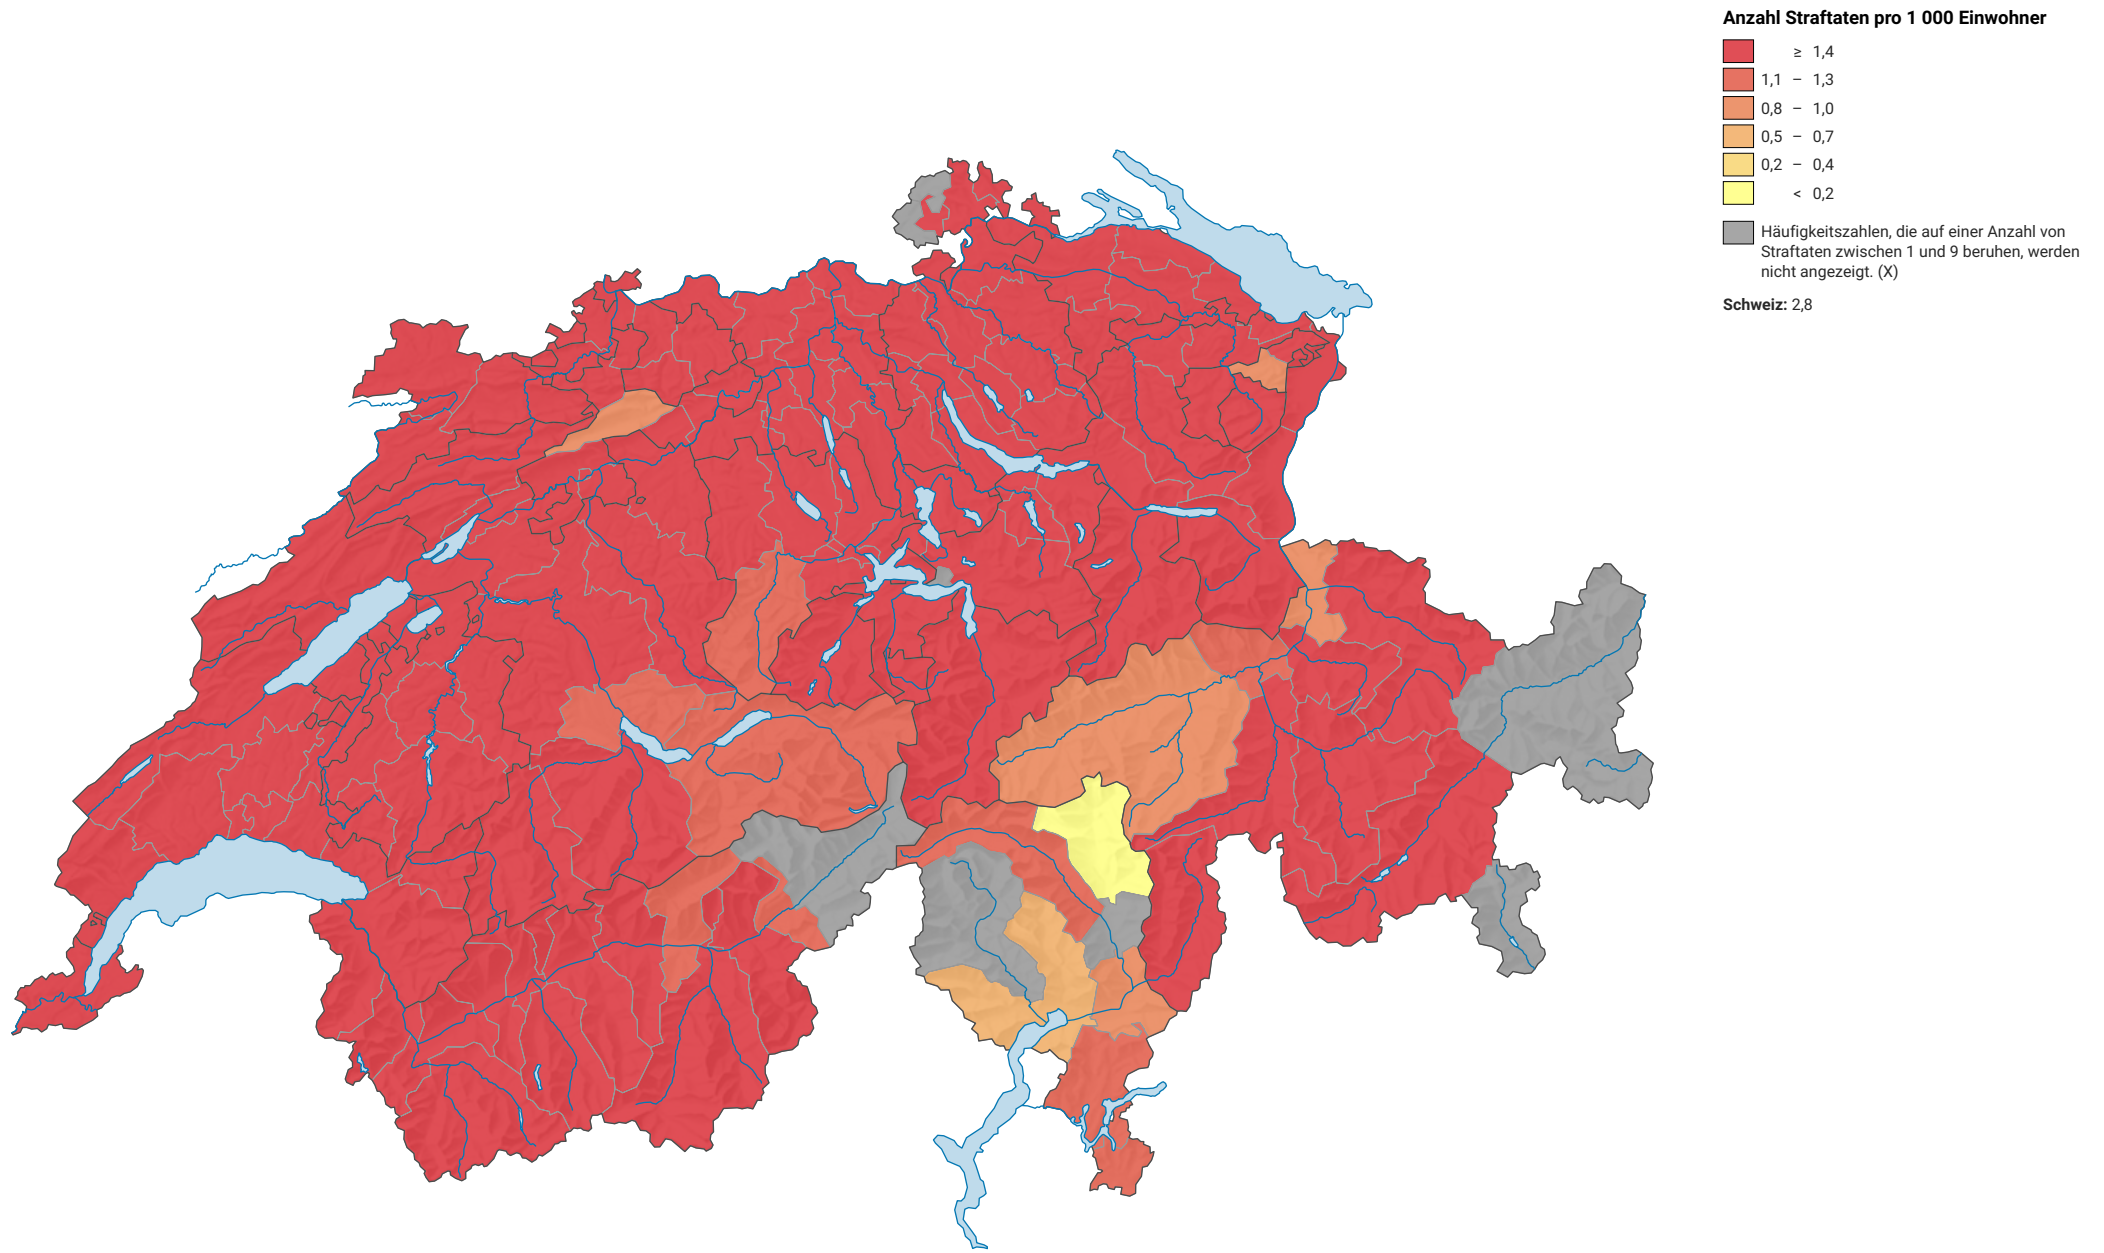 Anzahl Straftaten pro 1 000 Einwohner
≥ 1,4
1,1 – 1,3
0,8 – 1,0
0,5 – 0,7
0,2 – 0,4
< 0,2
Häufigkeitszahlen, die auf einer Anzahl von
Straftaten zwischen 1 und 9 beruhen, werden
nicht angezeigt. (X)
Schweiz: 2,8